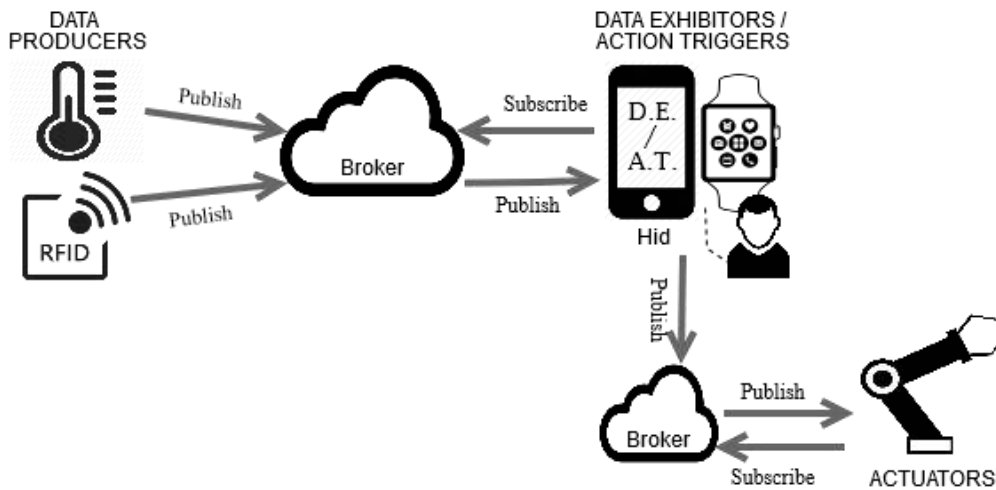 DATA
PRODUCERS
DATA EXHIBITORS /
ACTION TRIGGERS
Publish
Subscribe
D.E.
/
A.T.
Broker
Publish
Publish
RFID
Hid
Publish
Publish
Broker
Subscribe
ACTUATORS